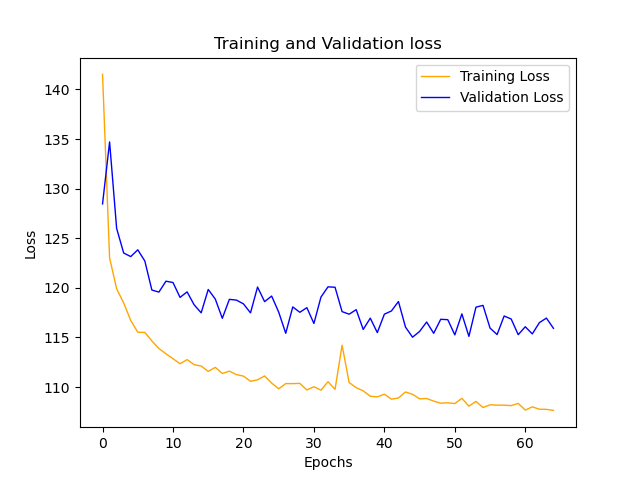 Training and Validation loss
Training Loss
Validation Loss
Loss
140
135
130
125
120
115
110
0 10 20 30 40 50 60
Epochs